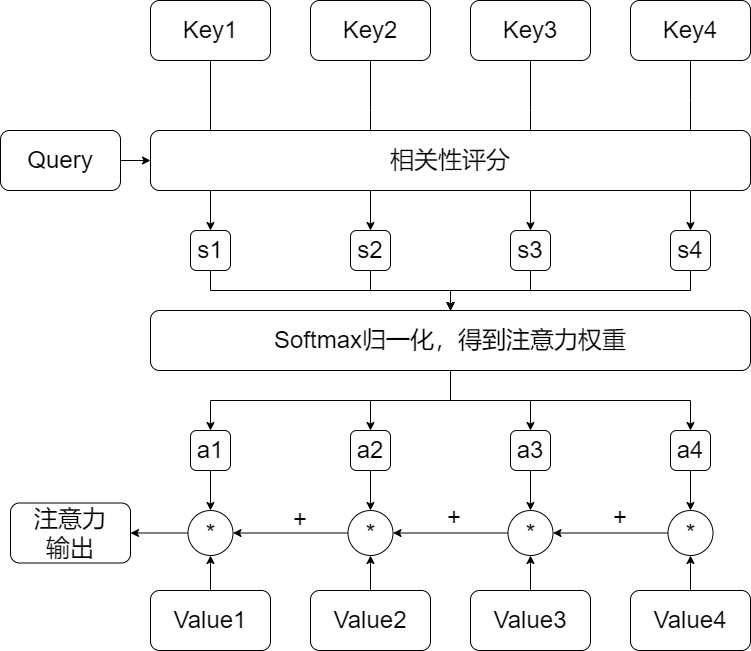 Key1
Key2
Key3
Key4
Query
相关性评分
s1
s2
s3
s4
Softmax归一化，得到注意力权重
a1
a2
a3
a4
注意力
输出
*
+
*
+
*
+
*
Value1
Value2
Value3
Value4